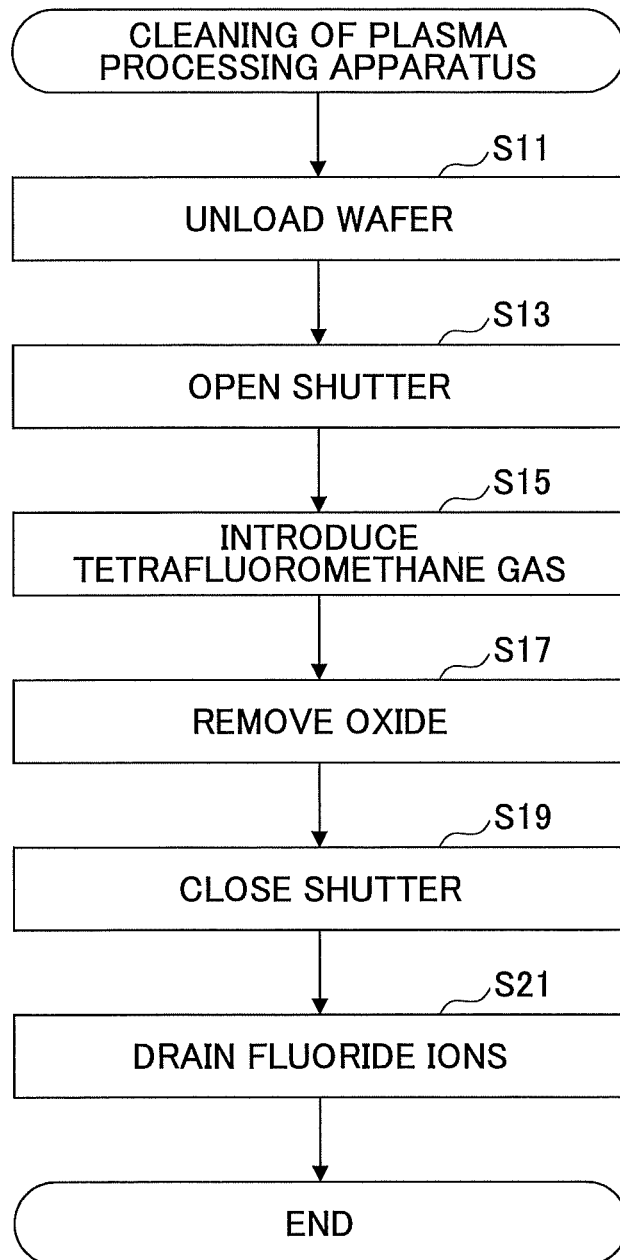 CLEANING OF PLASMA
PROCESSING APPARATUS
S11
UNLOAD WAFER
S13
OPEN SHUTTER
S15
INTRODUCE
TETRAFLUOROMETHANE GAS
S17
REMOVE OXIDE
S19
CLOSE SHUTTER
S21
DRAIN FLUORIDE IONS
END